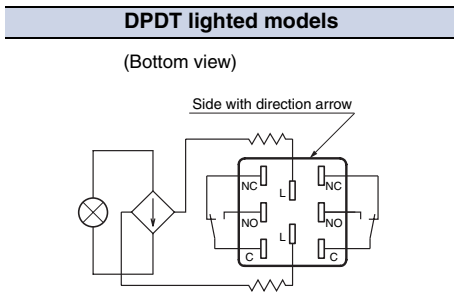 DPDT lighted models
(Bottom view)
Side with direction arrow
NC L NC
NO NO
L
C C